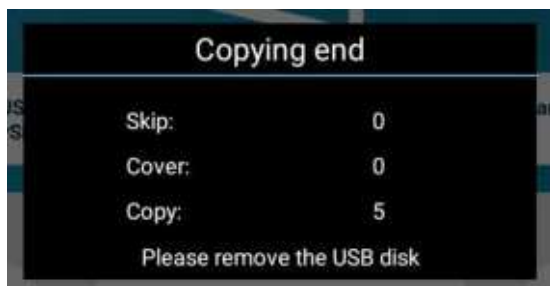 Copying end
Skip: 0
Cover: 0
Copy: 5
Please remove the USB disk